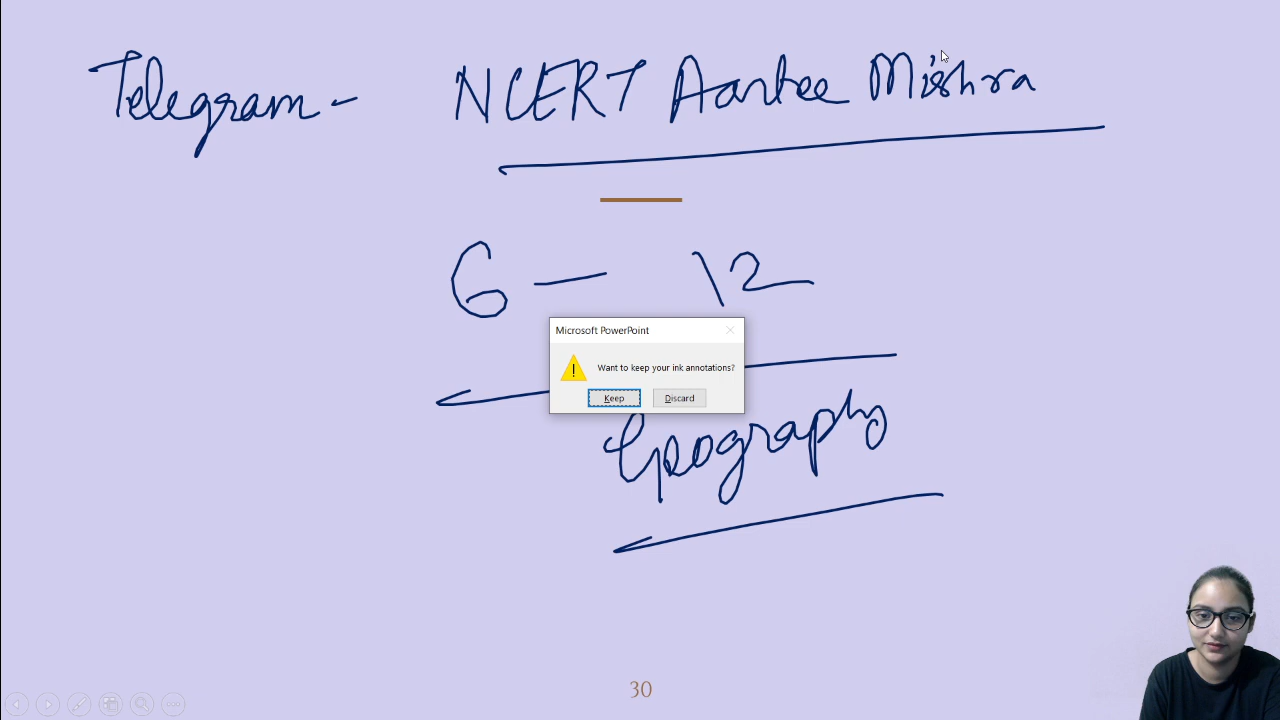 Telegram - NCERT Aartee Mishra
6 - 12
Microsoft PowerPoint
Want to keep your ink annotations?
Keep Discard
Geography
30